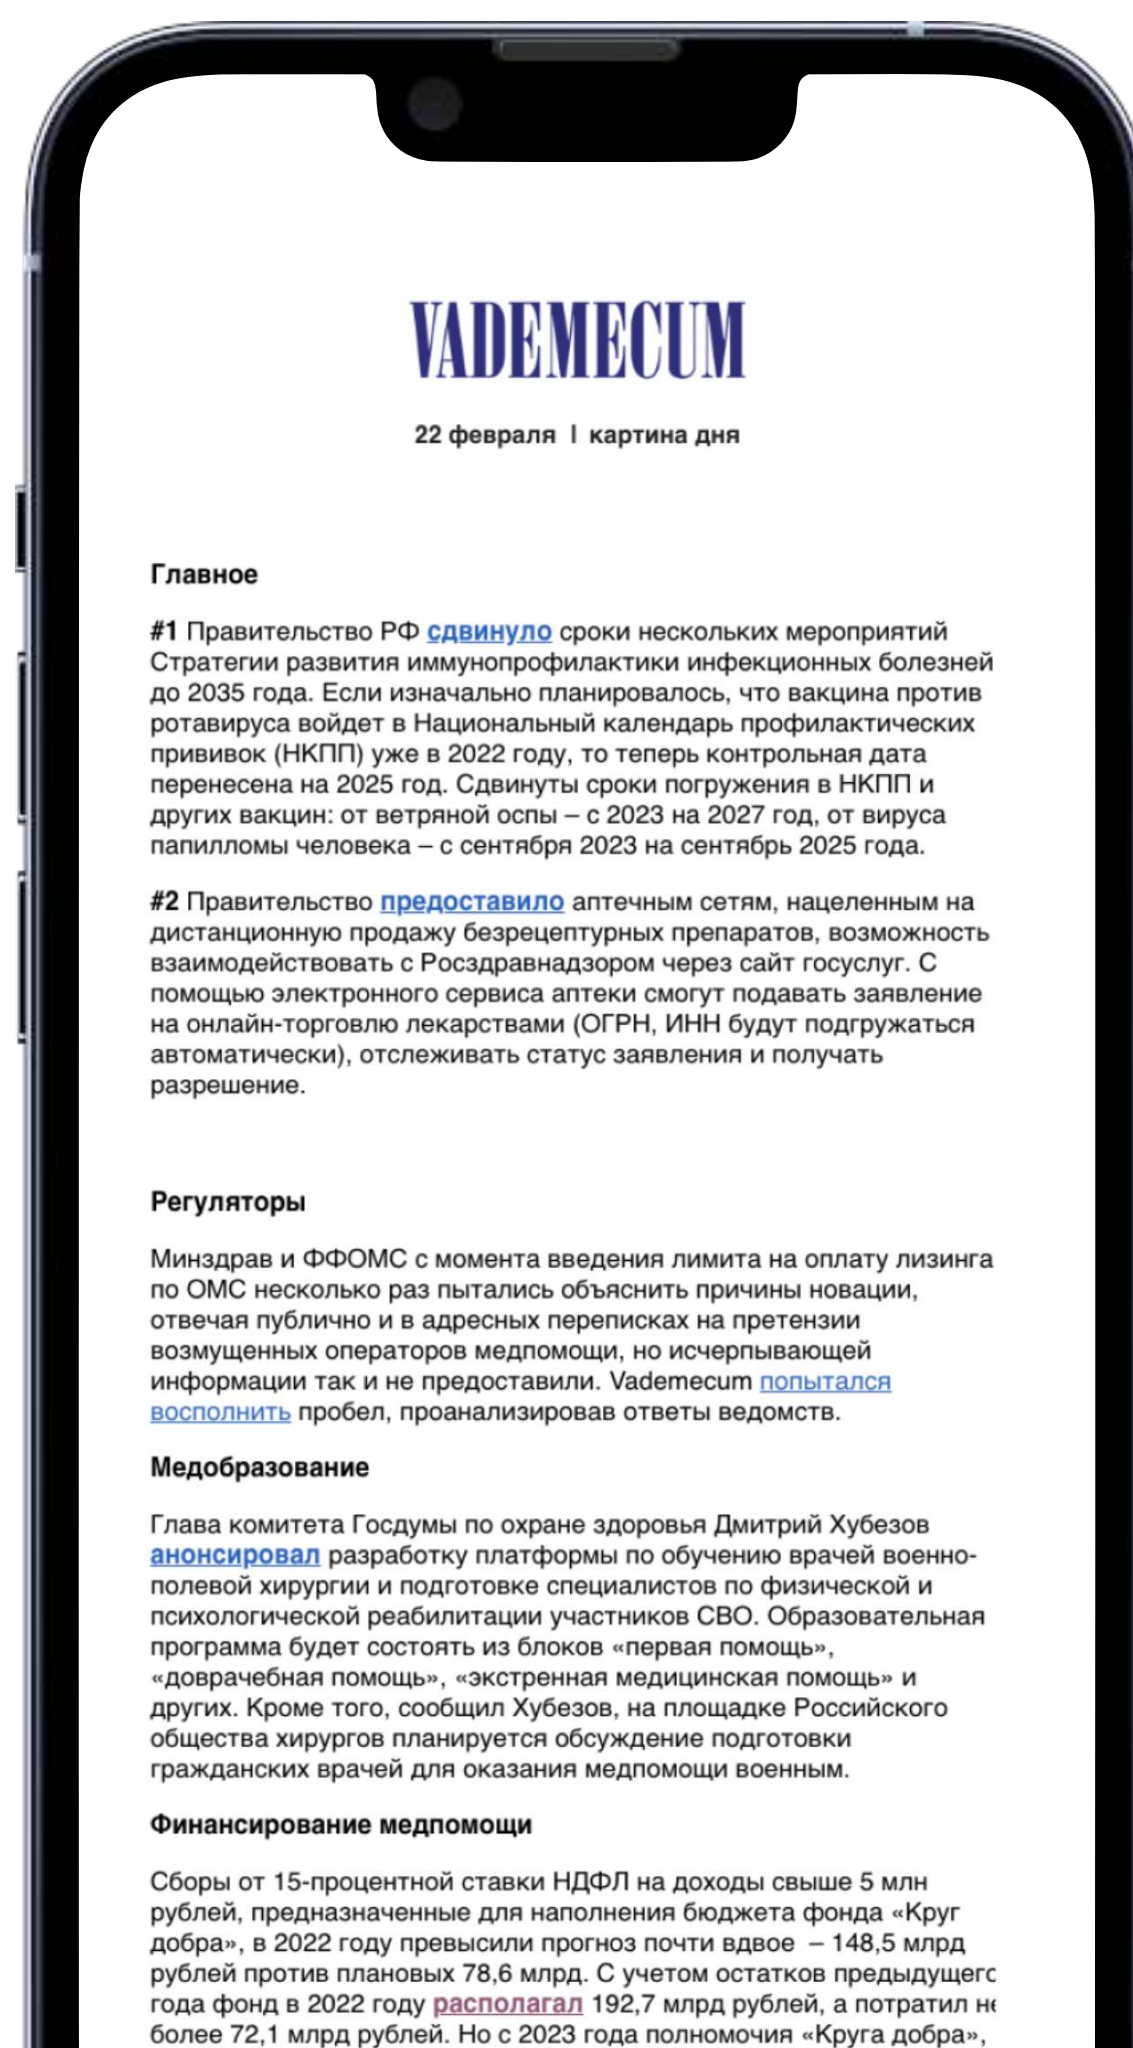 VADEMECUM
22 февраля | картина дня
Главное
#1 Правительство РФ сдвинуло сроки нескольких мероприятий
Стратегии развития иммунопрофилактики инфекционных болезней
до 2035 года. Если изначально планировалось, что вакцина против
ротавируса войдет в Национальный календарь профилактических
прививок (НКПП) уже в 2022 году, то теперь контрольная дата
перенесена на 2025 год. Сдвинуты сроки погружения в НКПП и
других вакцин: от ветряной оспы – с 2023 на 2027 год, от вируса
папилломы человека – с сентября 2023 на сентябрь 2025 года.
#2 Правительство предоставило аптечным сетям, нацеленным на
дистанционную продажу безрецептурных препаратов, возможность
взаимодействовать с Росздравнадзором через сайт госуслуг. С
помощью электронного сервиса аптеки смогут подавать заявление
на онлайн-торговлю лекарствами (ОГРН, ИНН будут подгружаться
автоматически), отслеживать статус заявления и получать
разрешение.
Регуляторы
Минздрав и ФФОМС с момента введения лимита на оплату лизинга
по ОМС несколько раз пытались объяснить причины новации,
отвечая публично и в адресных переписках на претензии
возмущенных операторов медпомощи, но исчерпывающей
информации так и не предоставили. Vademecum попытался
восполнить пробел, проанализировав ответы ведомств.
Медобразование
Глава комитета Госдумы по охране здоровья Дмитрий Хубезов
анонсировал разработку платформы по обучению врачей военно-
полевой хирургии и подготовке специалистов по физической и
психологической реабилитации участников СВО. Образовательная
программа будет состоять из блоков «первая помощь»,
«доврачебная помощь», «экстренная медицинская помощь» и
других. Кроме того, сообщил Хубезов, на площадке Российского
общества хирургов планируется обсуждение подготовки
гражданских врачей для оказания медпомощи военным.
Финансирование медпомощи
Сборы от 15-процентной ставки НДФЛ на доходы свыше 5 млн
рублей, предназначенные для наполнения бюджета фонда «Круг
добра», в 2022 году превысили прогноз почти вдвое – 148,5 млрд
рублей против плановых 78,6 млрд. С учетом остатков предыдущего
года фонд в 2022 году располагал 192,7 млрд рублей, а потратил не
более 72,1 млрд рублей. Но с 2023 года полномочия «Круга добра»,